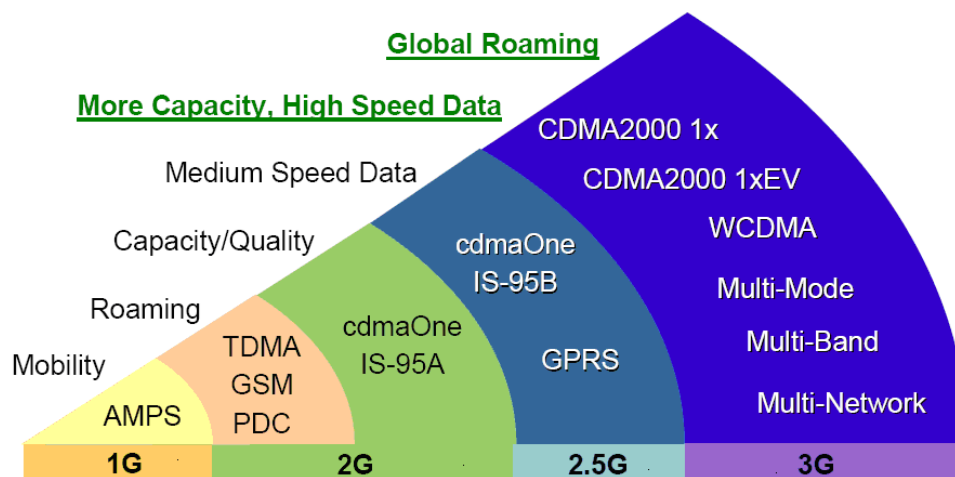 Global Roaming
More Capacity, High Speed Data
Medium Speed Data
Capacity/Quality
Roaming
Mobility
AMPS
TDMA
GSM
PDC
cdmaOne
IS-95A
cdmaOne
IS-95B
GPRS
CDMA2000 1x
CDMA2000 1xEV
WCDMA
Multi-Mode
Multi-Band
Multi-Network
1G
2G
2.5G
3G